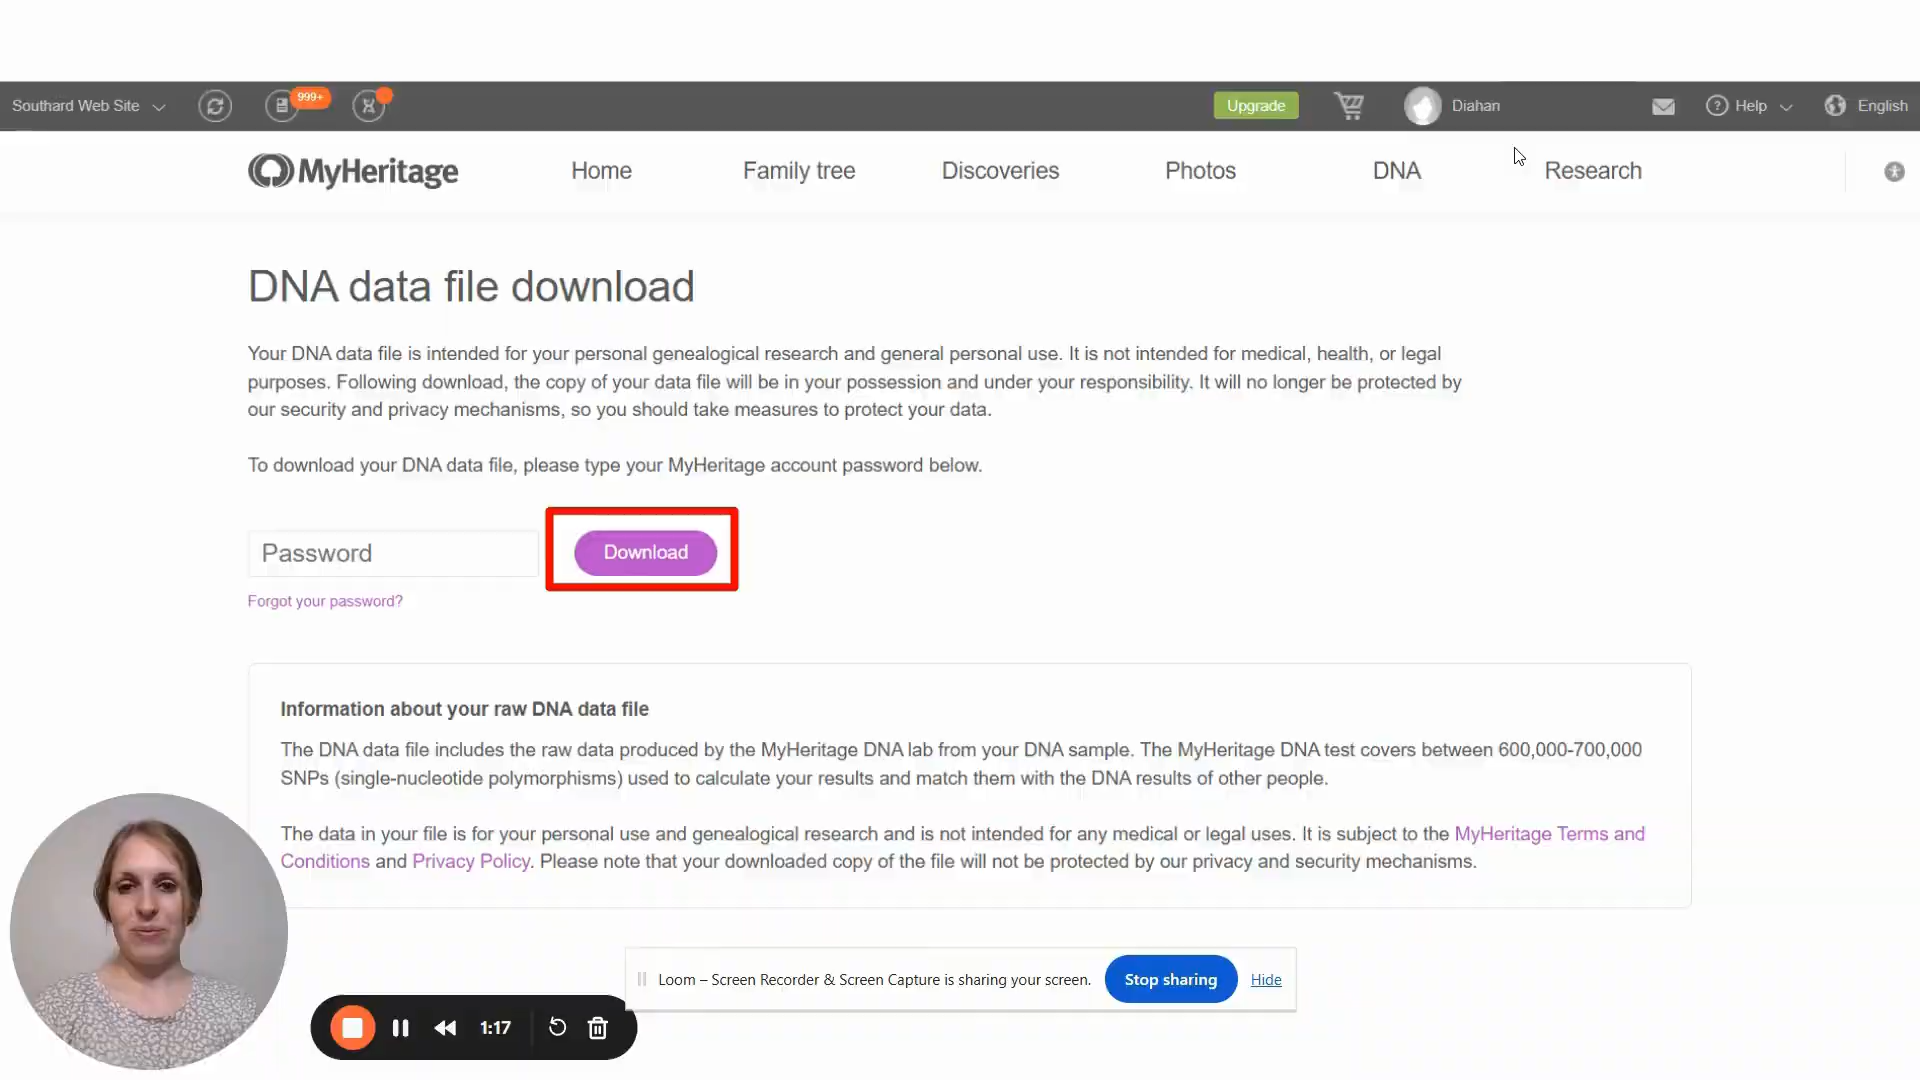 Southard Web Site
999+
Upgrade
Diahan
Help
English
MyHeritage
Home
Family tree
Discoveries
Photos
DNA
Research
DNA data file download
Your DNA data file is intended for your personal genealogical research and general personal use. It is not intended for medical, health, or legal
purposes. Following download, the copy of your data file will be in your possession and under your responsibility. It will no longer be protected by
our security and privacy mechanisms, so you should take measures to protect your data.
To download your DNA data file, please type your MyHeritage account password below.
Password
Download
Forgot your password?
Information about your raw DNA data file
The DNA data file includes the raw data produced by the MyHeritage DNA lab from your DNA sample. The MyHeritage DNA test covers between 600,000-700,000
SNPs (single-nucleotide polymorphisms) used to calculate your results and match them with the DNA results of other people.
The data in your file is for your personal use and genealogical research and is not intended for any medical or legal uses. It is subject to the MyHeritage Terms and
Conditions and Privacy Policy. Please note that your downloaded copy of the file will not be protected by our privacy and security mechanisms.
Loom – Screen Recorder & Screen Capture is sharing your screen.
Stop sharing
Hide
1:17